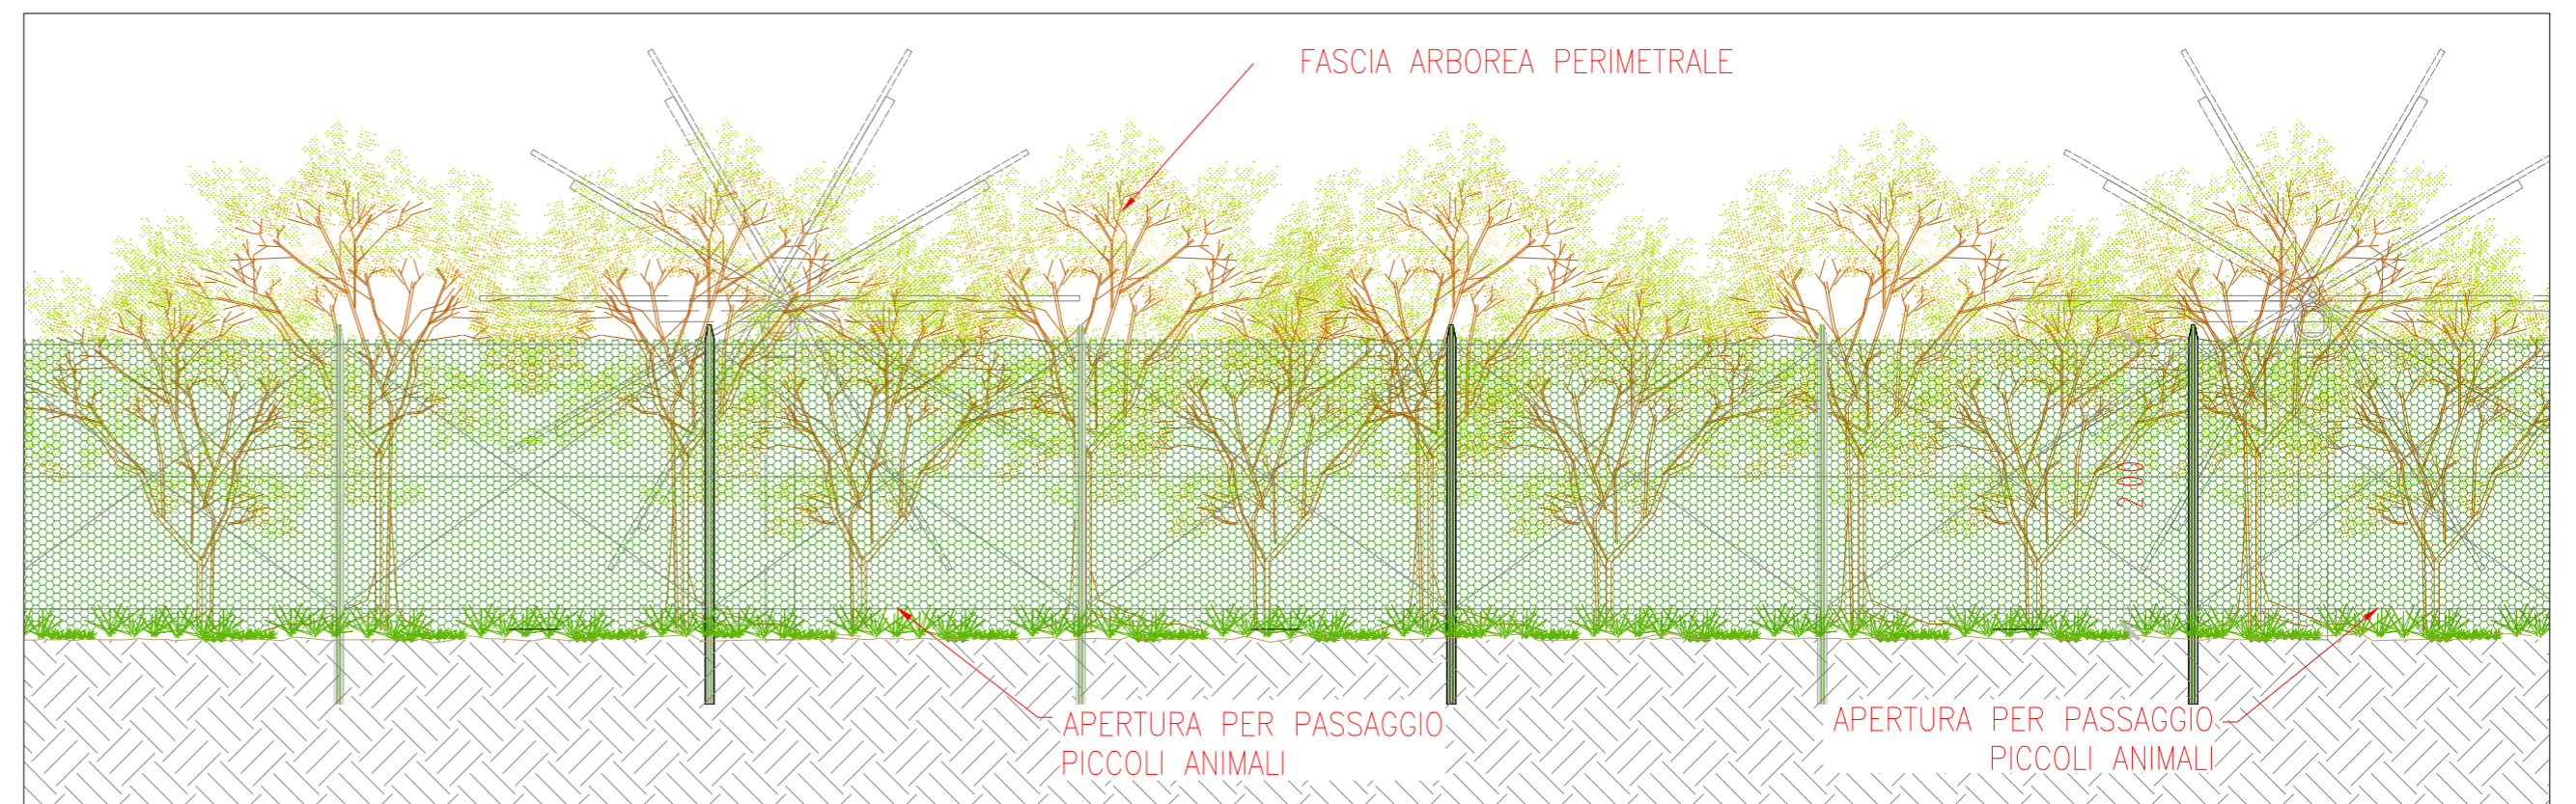 FASCIA ARBOREA PERIMETRALE
2.00
APERTURA PER PASSAGGIO
PICCOLI ANIMALI
APERTURA PER PASSAGGIO
PICCOLI ANIMALI